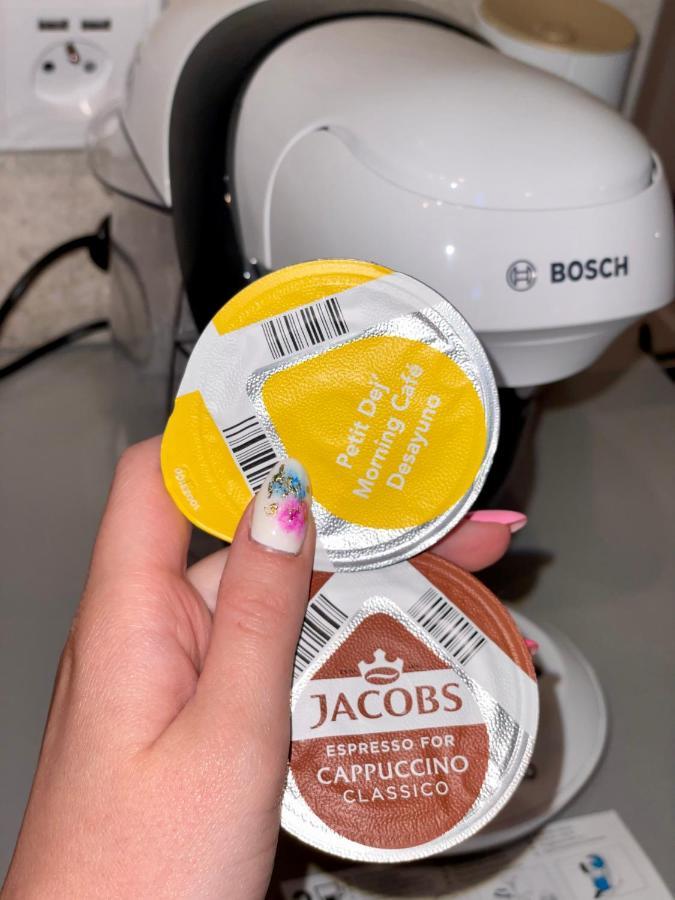 BOSCH
Petit Dej'
Morning Café
Desayuno
JACOBS
ESPRESSO FOR
CAPPUCCINO
CLASSICO